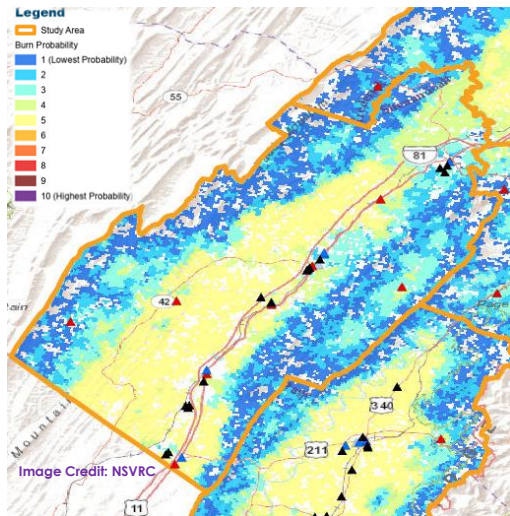 Legend
Study Area
Burn Probability
1 (Lowest Probability)
2
3
4
5
6
7
8
9
10 (Highest Probability)
55
81
42
Mountain
340
211
Image Credit: NSVRC
11